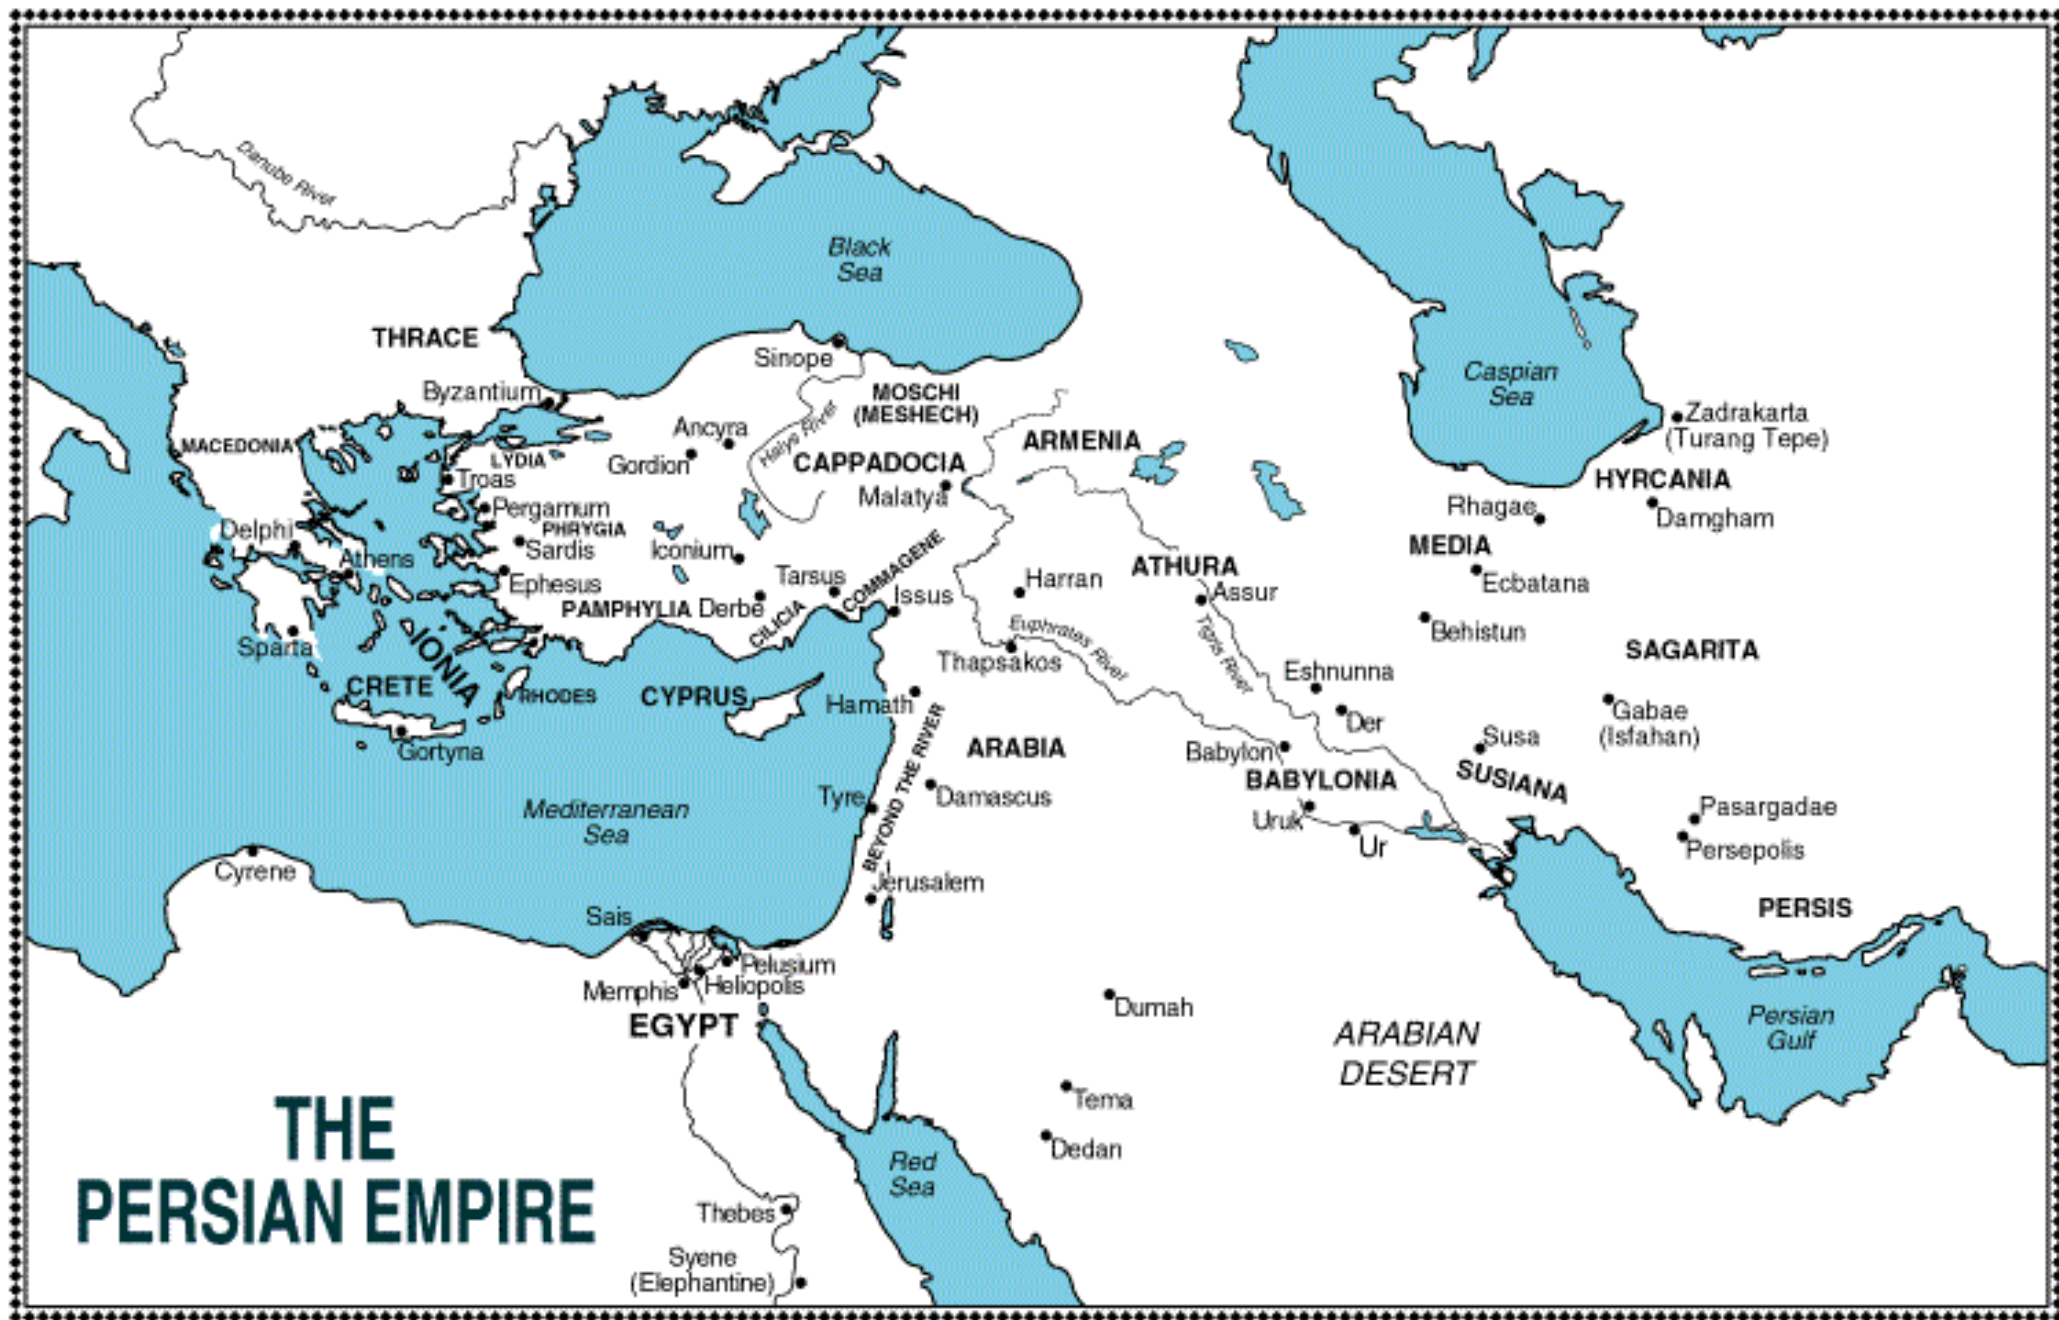 Danube River
Black
Sea
THRACE
Sinope
Byzantium
MOSCHI
(MESHECH)
Caspian
Sea
Halys River
Zadrakarta
(Turang Tepe)
MACEDONIA
Ancyra
ARMENIA
LYDIA
Gordion
CAPPADOCIA
Troas
Malatya
HYRCANIA
Pergamum
Rhagae
Damgham
Delphi
PHRYGIA
Athens
Sardis
Iconium
COMMAGENE
MEDIA
ATHURA
Ephesus
Tarsus
Harran
Ecbatana
PAMPHYLIA
Derbe
CILICIA
Issus
Assur
Sparta
IONIA
Euphrates River
Tigris River
Behistun
Thapsakos
SAGARITA
CRETE
RHODES
CYPRUS
Eshnunna
Hamath
Der
Gabae
(Isfahan)
Gortyna
BEYOND THE RIVER
ARABIA
Babylon
Susa
BABYLONIA
SUSIANA
Mediterranean
Sea
Tyre
Damascus
Pasargadae
Uruk
Ur
Persepolis
Cyrene
Jerusalem
Sais
PERSIS
Pelusium
Memphis
Heliopolis
EGYPT
Dumah
ARABIAN
DESERT
Persian
Gulf
Tema
Dedan
THE
PERSIAN EMPIRE
Red
Sea
Thebes
Syene
(Elephantine)